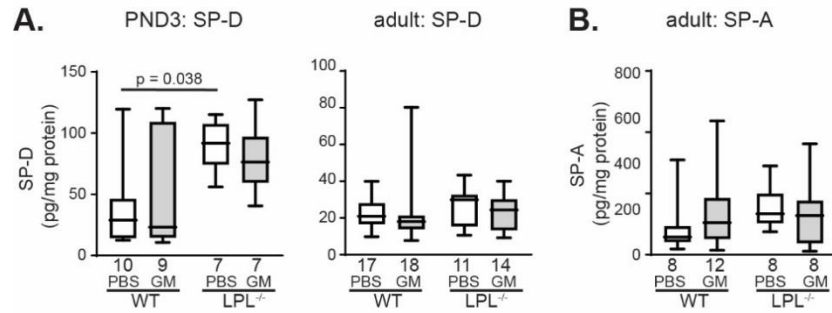 A.
PND3: SP-D
adult: SP-D
B.
adult: SP-A
SP-D
(pg/mg protein)
150
100
50
0
p = 0.038
10 9 7 7
PBS GM PBS GM
WT LPL-/-
100
80
60
40
20
0
17 18 11 14
PBS GM PBS GM
WT LPL-/-
SP-A
(pg/mg protein)
800
600
400
200
0
8 12 8 8
PBS GM PBS GM
WT LPL-/-